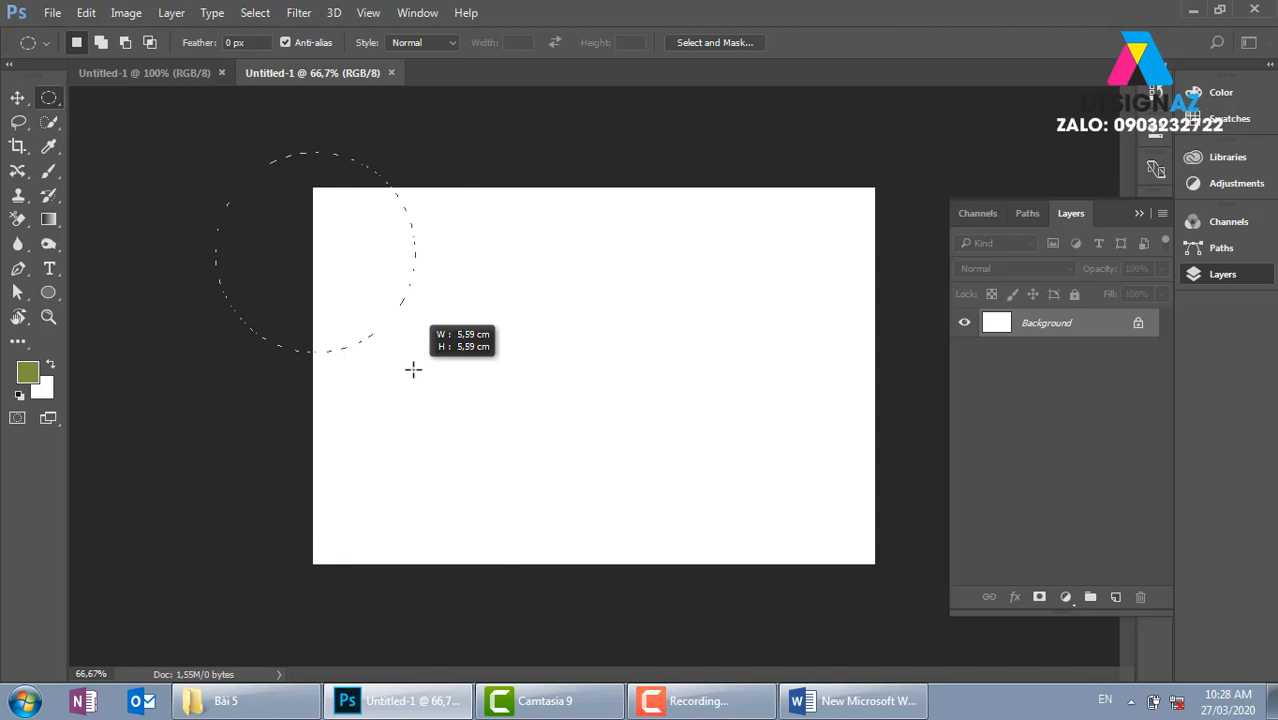 Ps File Edit Image Layer Type Select Filter 3D View Window Help
Feather: 0 px Anti-alias Style: Normal Width: Height: Select and Mask...
Untitled-1 @ 100% (RGB/8) × Untitled-1 @ 66,7% (RGB/8) ×
DESIGNAZ
ZALO: 0903232722
Color
Swatches
Libraries
Adjustments
Channels
Paths
Layers
Channels Paths Layers
Kind
Normal Opacity: 100%
Lock: Fill: 100%
Background
fx
W : 5,59 cm
H : 5,59 cm
66,67% Doc: 1,55M/0 bytes
Bài 5 Ps Untitled-1 @ 66,7... Camtasia 9 Recording... New Microsoft W... EN 10:28 AM
27/03/2020